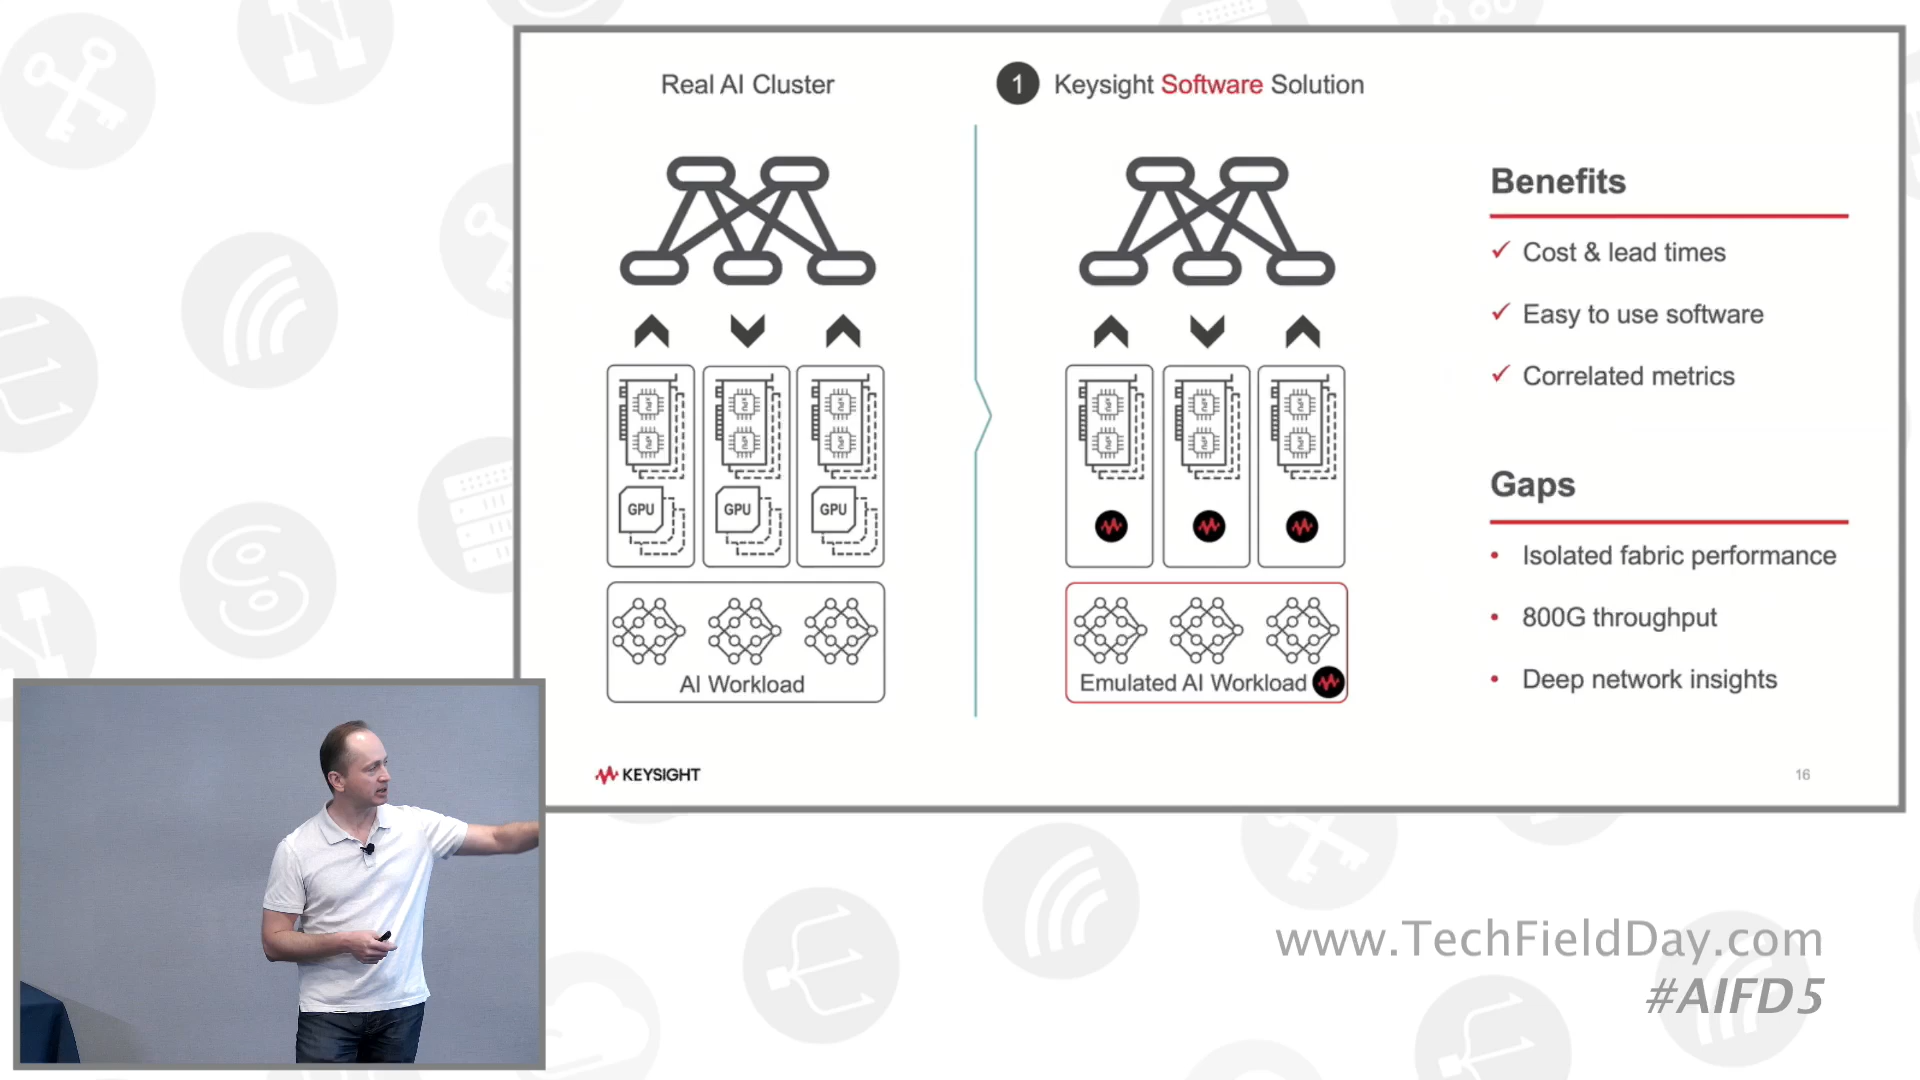 Real AI Cluster
1 Keysight Software Solution
GPU GPU GPU
AI Workload
Emulated AI Workload
Benefits
✓ Cost & lead times
✓ Easy to use software
✓ Correlated metrics
Gaps
• Isolated fabric performance
• 800G throughput
• Deep network insights
KEYSIGHT
16
www.TechFieldDay.com
#AIFD5